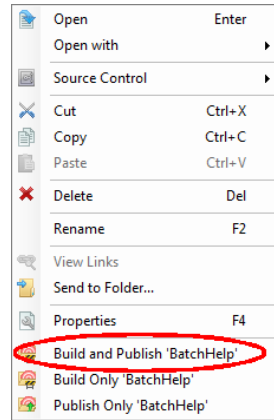 Open Enter
Open with
Source Control
Cut Ctrl+X
Copy Ctrl+C
Paste Ctrl+V
Delete Del
Rename F2
View Links
Send to Folder...
Properties F4
Build and Publish 'BatchHelp'
Build Only 'BatchHelp'
Publish Only 'BatchHelp'